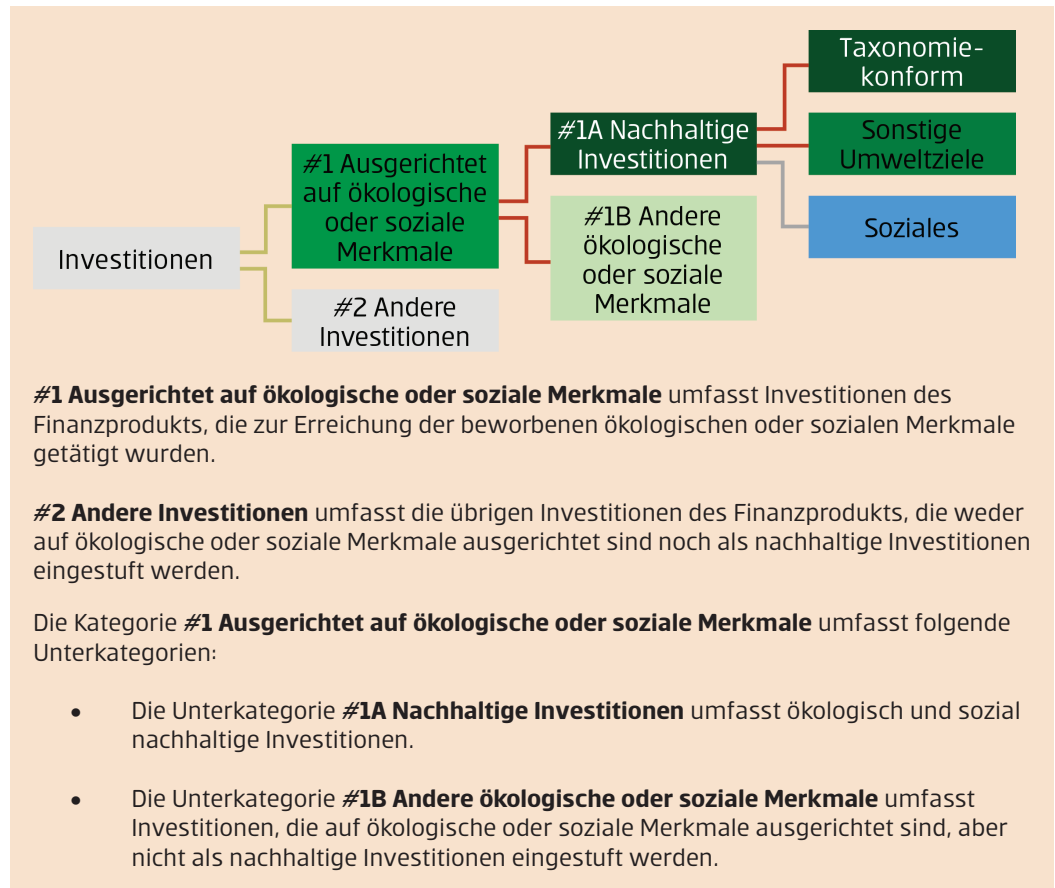 Taxonomie-
konform
#1A Nachhaltige
Investitionen
Sonstige
Umweltziele
#1 Ausgerichtet
auf ökologische
oder soziale
Merkmale
#1B Andere
ökologische
oder soziale
Merkmale
Soziales
Investitionen
#2 Andere
Investitionen
#1 Ausgerichtet auf ökologische oder soziale Merkmale umfasst Investitionen des
Finanzprodukts, die zur Erreichung der beworbenen ökologischen oder sozialen Merkmale
getätigt wurden.
#2 Andere Investitionen umfasst die übrigen Investitionen des Finanzprodukts, die weder
auf ökologische oder soziale Merkmale ausgerichtet sind noch als nachhaltige Investitionen
eingestuft werden.
Die Kategorie #1 Ausgerichtet auf ökologische oder soziale Merkmale umfasst folgende
Unterkategorien:
• Die Unterkategorie #1A Nachhaltige Investitionen umfasst ökologisch und sozial
nachhaltige Investitionen.
• Die Unterkategorie #1B Andere ökologische oder soziale Merkmale umfasst
Investitionen, die auf ökologische oder soziale Merkmale ausgerichtet sind, aber
nicht als nachhaltige Investitionen eingestuft werden.